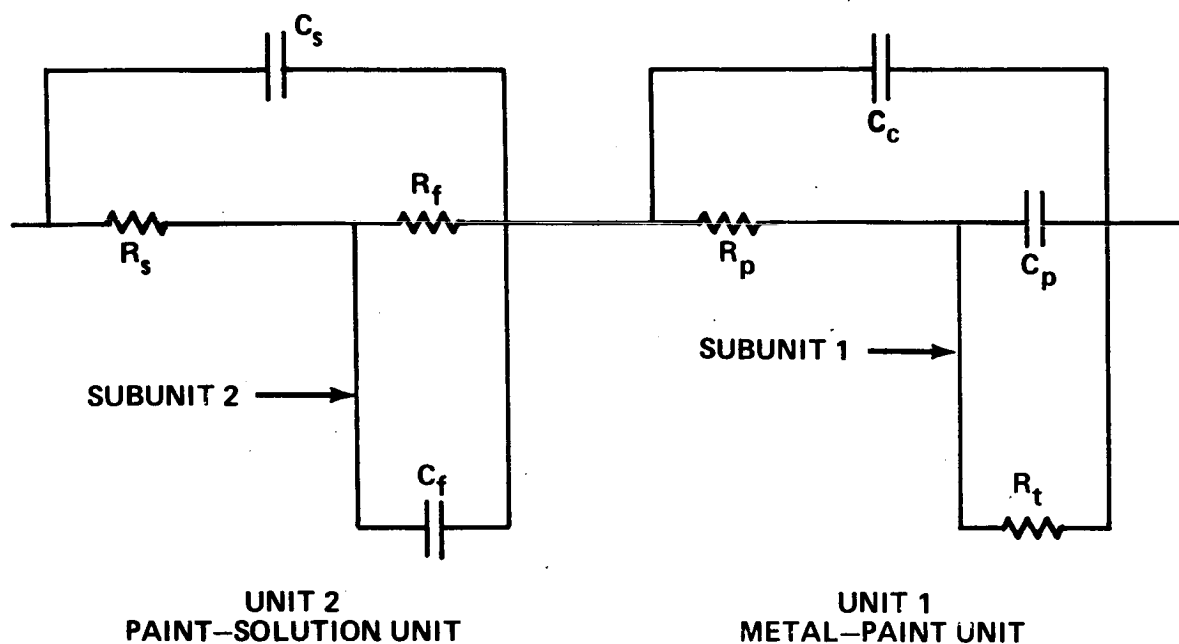 C_s
C_c
R_f
R_s
R_p
C_p
SUBUNIT 1
SUBUNIT 2
C_f
R_t
UNIT 2
PAINT–SOLUTION UNIT
UNIT 1
METAL–PAINT UNIT